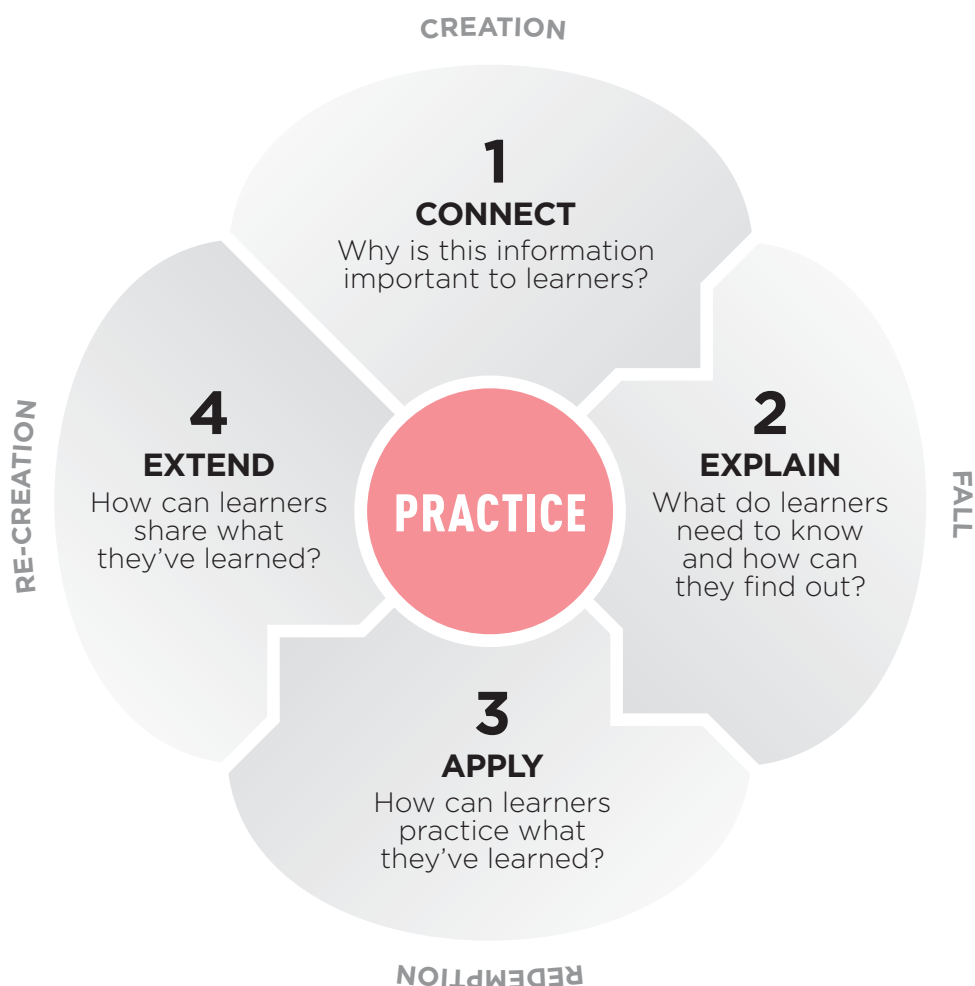 CREATION
1
CONNECT
Why is this information
important to learners?
2
EXPLAIN
What do learners
need to know
and how can
they find out?
FALL
3
APPLY
How can learners
practice what
they've learned?
REDEMPTION
4
EXTEND
How can learners
share what
they've learned?
RE-CREATION
PRACTICE